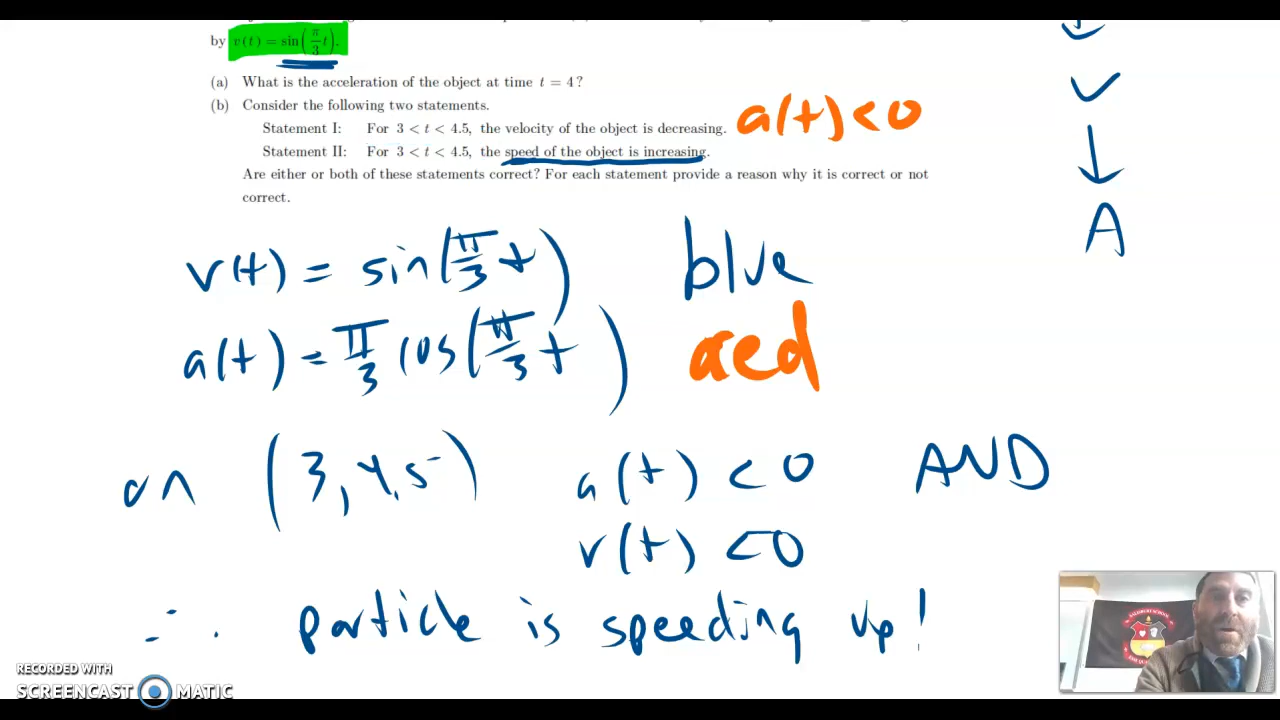 by v(t) = sin(π/3 t).
(a) What is the acceleration of the object at time t = 4?
(b) Consider the following two statements.
Statement I: For 3 < t < 4.5, the velocity of the object is decreasing.
a(t) < 0
Statement II: For 3 < t < 4.5, the speed of the object is increasing.
Are either or both of these statements correct? For each statement provide a reason why it is correct or not
correct.
V
↓
A
v(t) = sin(π/3 t) blue
a(t) = π/3 cos(π/3 t) red
on (3, 4.5) a(t) < 0 AND
v(t) < 0
∴ particle is speeding up!
RECORDED WITH
SCREENCAST MATIC